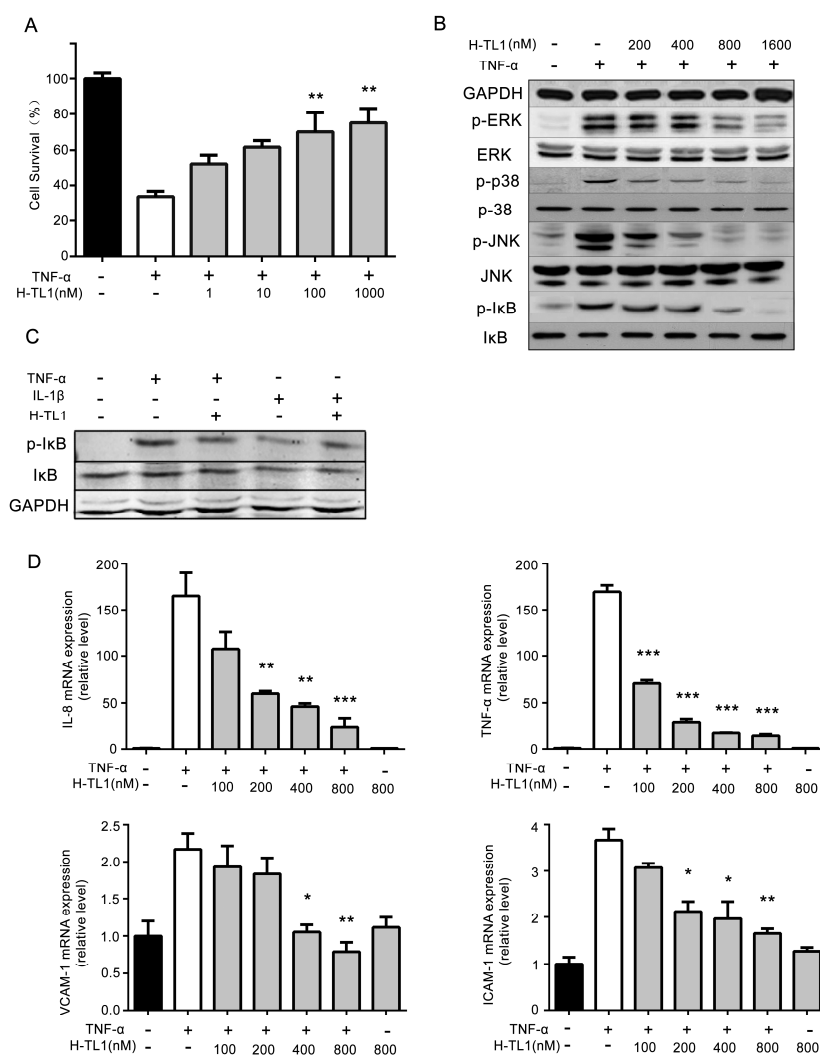 A
Cell Survival (%)
100
80
60
40
20
0
**
**
TNF-α - + + + + +
H-TL1(nM) - - 1 10 100 1000
B
H-TL1(nM) - - 200 400 800 1600
TNF-α - + + + + +
GAPDH
p-ERK
ERK
p-p38
p-38
p-JNK
JNK
p-IκB
IκB
C
TNF-α - + + - -
IL-1β - - - + +
H-TL1 - - + - +
p-IκB
IκB
GAPDH
D
IL-8 mRNA expression
(relative level)
200
150
100
50
0
**
**
***
TNF-α - + + + + + -
H-TL1(nM) - - 100 200 400 800 800
TNF-α mRNA expression
(relative level)
200
150
100
50
0
***
***
***
***
TNF-α - + + + + + -
H-TL1(nM) - - 100 200 400 800 800
VCAM-1 mRNA expression
(relative level)
2.5
2.0
1.5
1.0
0.5
0.0
*
**
TNF-α - + + + + + -
H-TL1(nM) - - 100 200 400 800 800
ICAM-1 mRNA expression
(relative level)
4
3
2
1
0
*
*
**
TNF-α - + + + + + -
H-TL1(nM) - - 100 200 400 800 800